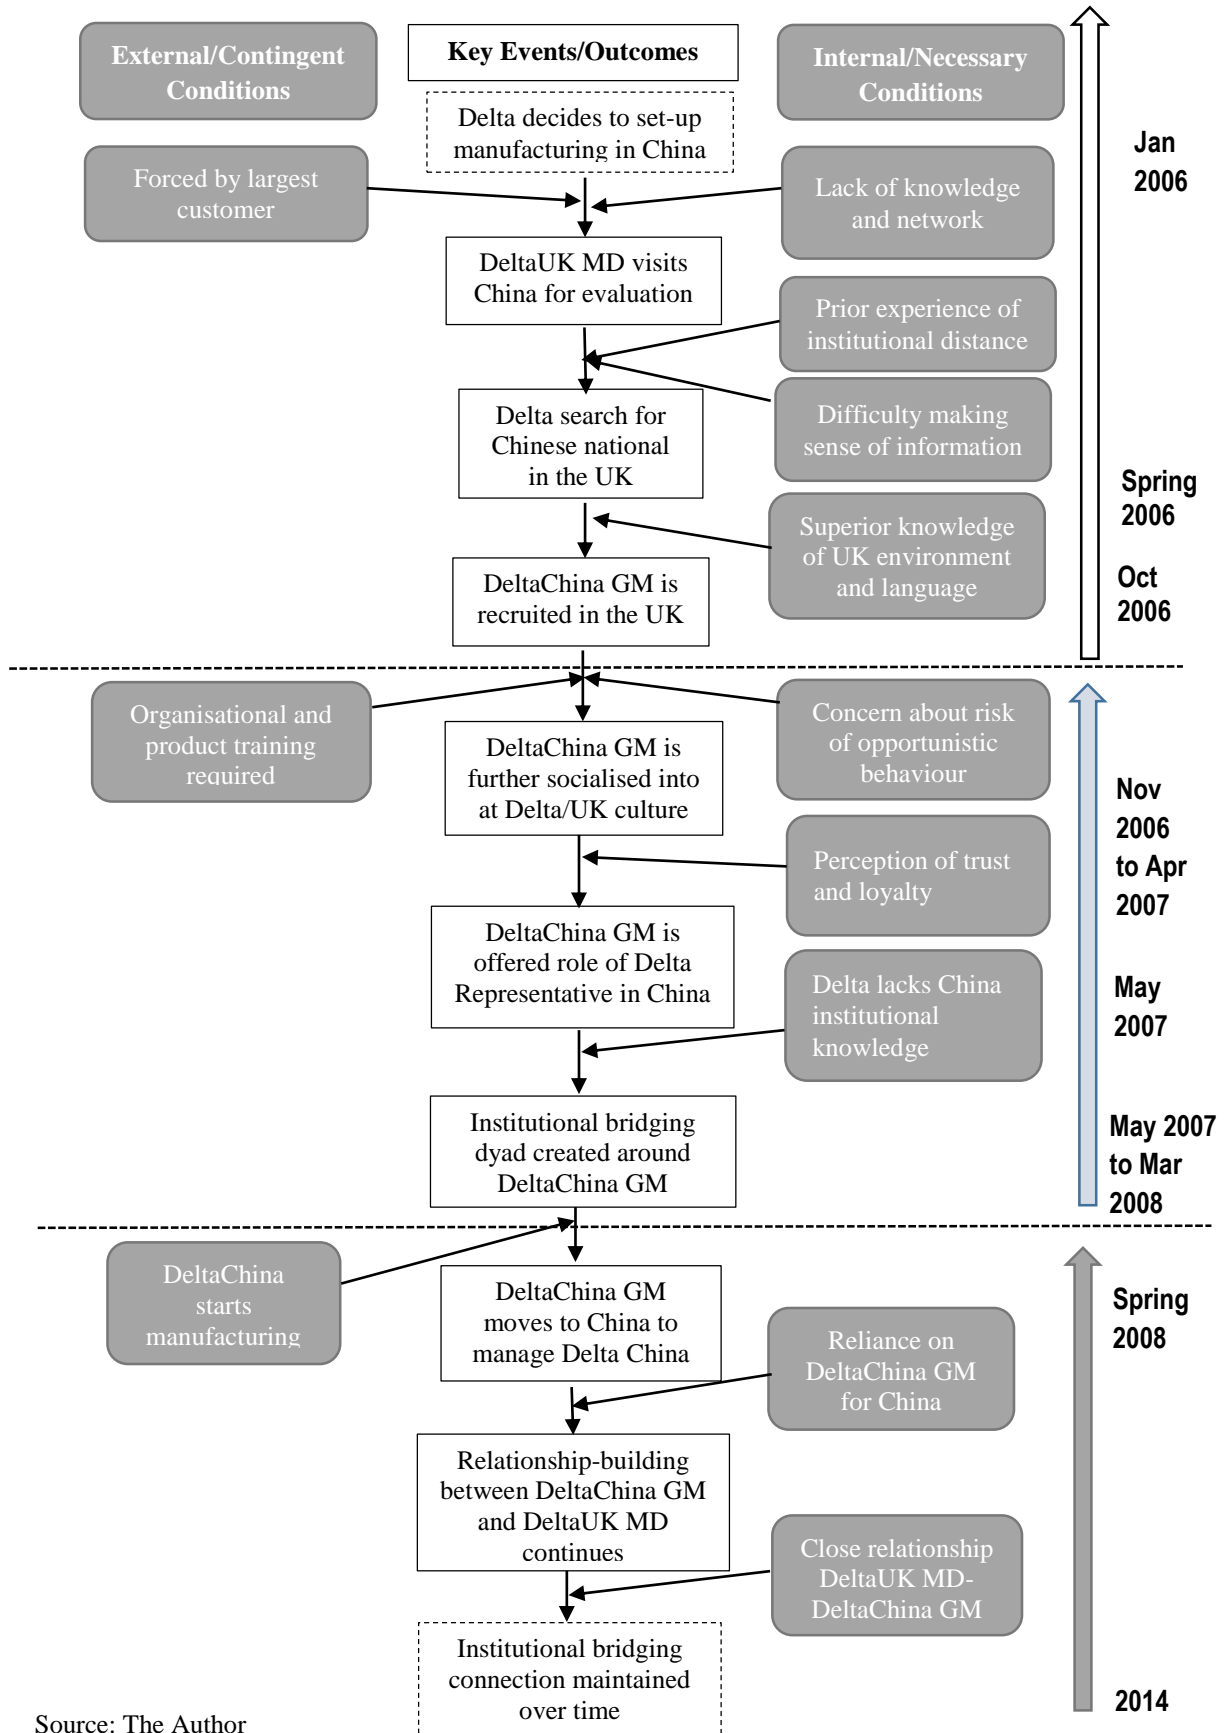 External/Contingent
Conditions
Key Events/Outcomes
Internal/Necessary
Conditions
Delta decides to set-up
manufacturing in China
Jan
2006
Forced by largest
customer
Lack of knowledge
and network
DeltaUK MD visits
China for evaluation
Prior experience of
institutional distance
Delta search for
Chinese national
in the UK
Difficulty making
sense of information
Spring
2006
Superior knowledge
of UK environment
and language
DeltaChina GM is
recruited in the UK
Oct
2006
Organisational and
product training
required
Concern about risk
of opportunistic
behaviour
DeltaChina GM is
further socialised into
at Delta/UK culture
Nov
2006
to Apr
2007
Perception of trust
and loyalty
DeltaChina GM is
offered role of Delta
Representative in China
Delta lacks China
institutional
knowledge
May
2007
Institutional bridging
dyad created around
DeltaChina GM
May 2007
to Mar
2008
DeltaChina
starts
manufacturing
DeltaChina GM
moves to China to
manage Delta China
Spring
2008
Reliance on
DeltaChina GM
for China
Relationship-building
between DeltaChina GM
and DeltaUK MD
continues
Close relationship
DeltaUK MD-
DeltaChina GM
Institutional bridging
connection maintained
over time
2014
Source: The Author